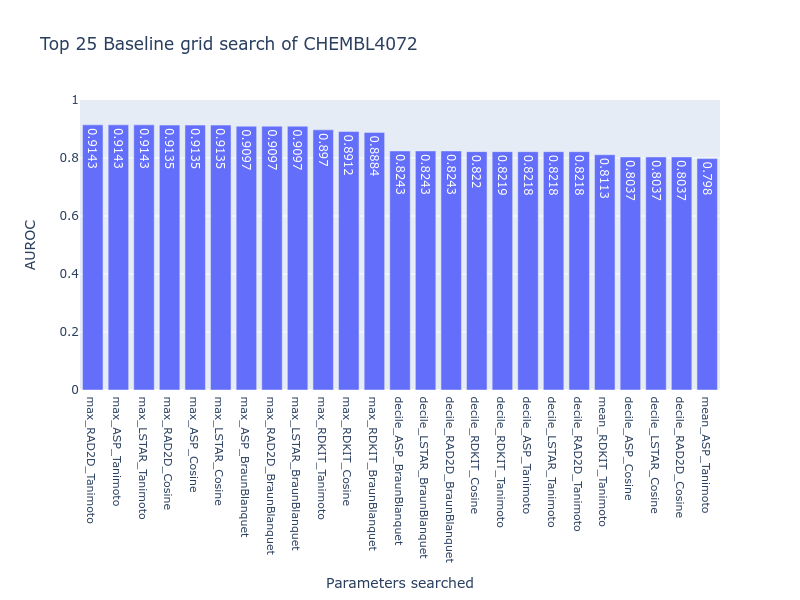 Top 25 Baseline grid search of CHEMBL4072
1
0.8
0.6
0.4
0.2
0
AUROC
0.9143
0.9143
0.9143
0.9135
0.9135
0.9135
0.9097
0.9097
0.9097
0.897
0.8912
0.8884
0.8243
0.8243
0.8243
0.822
0.8219
0.8218
0.8218
0.8218
0.8113
0.8037
0.8037
0.8037
0.798
max_RAD2D_Tanimoto
max_ASP_Tanimoto
max_LSTAR_Tanimoto
max_RAD2D_Cosine
max_ASP_Cosine
max_LSTAR_Cosine
max_ASP_BraunBlanquet
max_RAD2D_BraunBlanquet
max_LSTAR_BraunBlanquet
max_RDKIT_Tanimoto
max_RDKIT_Cosine
max_RDKIT_BraunBlanquet
decile_ASP_BraunBlanquet
decile_LSTAR_BraunBlanquet
decile_RAD2D_BraunBlanquet
decile_RDKIT_Cosine
decile_RDKIT_Tanimoto
decile_ASP_Tanimoto
decile_LSTAR_Tanimoto
decile_RAD2D_Tanimoto
mean_RDKIT_Tanimoto
decile_ASP_Cosine
decile_LSTAR_Cosine
decile_RAD2D_Cosine
mean_ASP_Tanimoto
Parameters searched